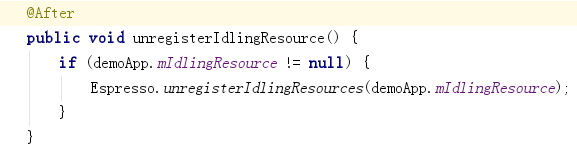 @After
public void unregisterIdlingResource() {
if (demoApp.mIdlingResource != null) {
Espresso.unregisterIdlingResources(demoApp.mIdlingResource);
}
}